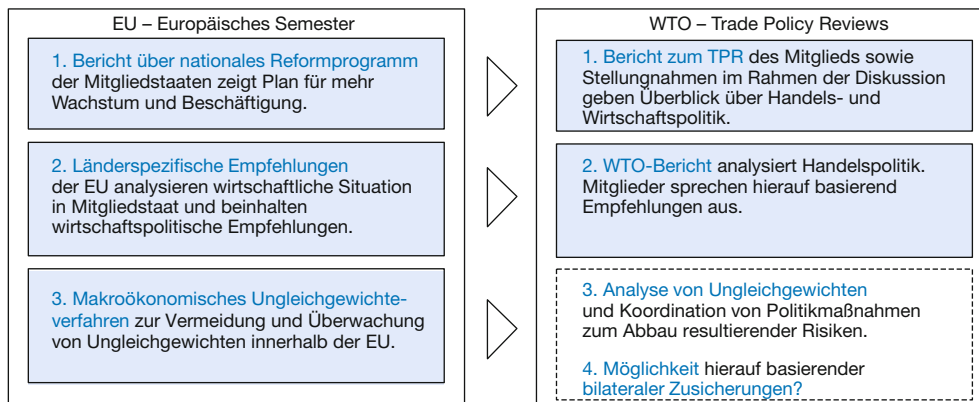 EU – Europäisches Semester
1. Bericht über nationales Reformprogramm
der Mitgliedstaaten zeigt Plan für mehr
Wachstum und Beschäftigung.
2. Länderspezifische Empfehlungen
der EU analysieren wirtschaftliche Situation
in Mitgliedstaat und beinhalten
wirtschaftspolitische Empfehlungen.
3. Makroökonomisches Ungleichgewichte-
verfahren zur Vermeidung und Überwachung
von Ungleichgewichten innerhalb der EU.
WTO – Trade Policy Reviews
1. Bericht zum TPR des Mitglieds sowie
Stellungnahmen im Rahmen der Diskussion
geben Überblick über Handels- und
Wirtschaftspolitik.
2. WTO-Bericht analysiert Handelspolitik.
Mitglieder sprechen hierauf basierend
Empfehlungen aus.
3. Analyse von Ungleichgewichten
und Koordination von Politikmaßnahmen
zum Abbau resultierender Risiken.
4. Möglichkeit hierauf basierender
bilateraler Zusicherungen?